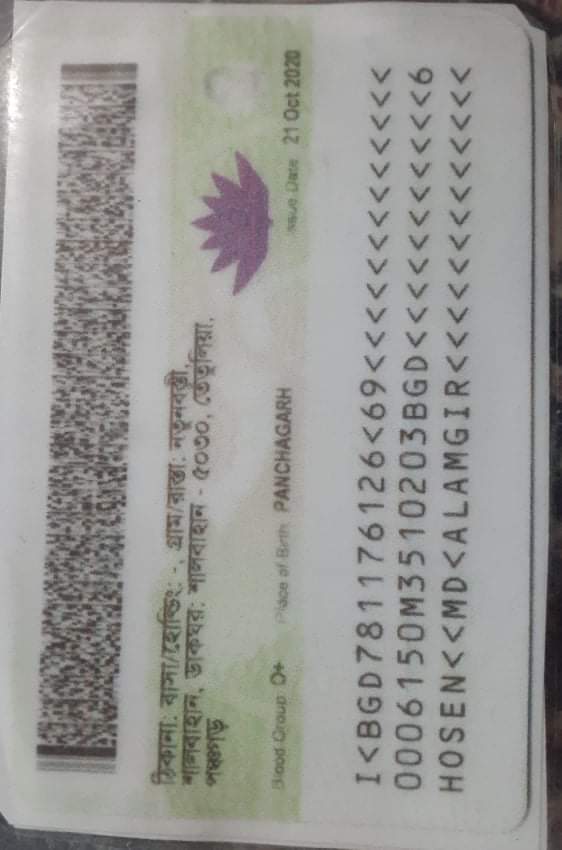 ঠিকানা: বাসা/হোল্ডিং: -, গ্রাম/রাস্তা: নতুনবস্তী,
শালবাহান, ডাকঘর: শালবাহান - ৫০৩০, তেঁতুলিয়া,
পঞ্চগড়
Blood Group: O+ Place of Birth: PANCHAGARH Issue Date: 21 Oct 2020
I<BGD781176126<69<<<<<<<<<<<<<
0006150M3510203BGD<<<<<<<<<<<6
HOSEN<<MD<ALAMGIR<<<<<<<<<<<<<